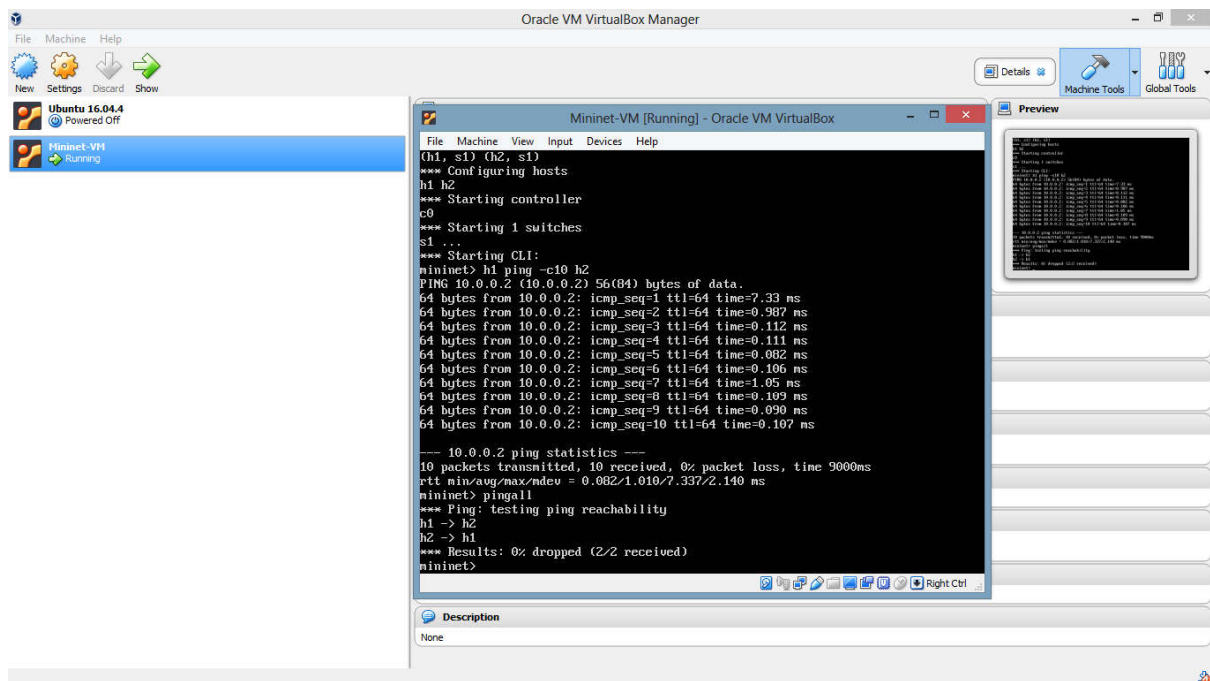 Oracle VM VirtualBox Manager
File Machine Help
New Settings Discard Show
Details
Machine Tools
Global Tools
Ubuntu 16.04.4
Powered Off
Mininet-VM
Running
Preview
Mininet-VM [Running] - Oracle VM VirtualBox
File Machine View Input Devices Help
(h1, s1) (h2, s1)
*** Configuring hosts
h1 h2
*** Starting controller
c0
*** Starting 1 switches
s1 ...
*** Starting CLI:
mininet> h1 ping -c10 h2
PING 10.0.0.2 (10.0.0.2) 56(84) bytes of data.
64 bytes from 10.0.0.2: icmp_seq=1 ttl=64 time=7.33 ms
64 bytes from 10.0.0.2: icmp_seq=2 ttl=64 time=0.987 ms
64 bytes from 10.0.0.2: icmp_seq=3 ttl=64 time=0.112 ms
64 bytes from 10.0.0.2: icmp_seq=4 ttl=64 time=0.111 ms
64 bytes from 10.0.0.2: icmp_seq=5 ttl=64 time=0.082 ms
64 bytes from 10.0.0.2: icmp_seq=6 ttl=64 time=0.106 ms
64 bytes from 10.0.0.2: icmp_seq=7 ttl=64 time=1.05 ms
64 bytes from 10.0.0.2: icmp_seq=8 ttl=64 time=0.109 ms
64 bytes from 10.0.0.2: icmp_seq=9 ttl=64 time=0.090 ms
64 bytes from 10.0.0.2: icmp_seq=10 ttl=64 time=0.107 ms
--- 10.0.0.2 ping statistics ---
10 packets transmitted, 10 received, 0% packet loss, time 9000ms
rtt min/avg/max/mdev = 0.082/1.010/7.337/2.140 ms
mininet> pingall
*** Ping: testing ping reachability
h1 -> h2
h2 -> h1
*** Results: 0% dropped (2/2 received)
mininet>
Right Ctrl
Description
None